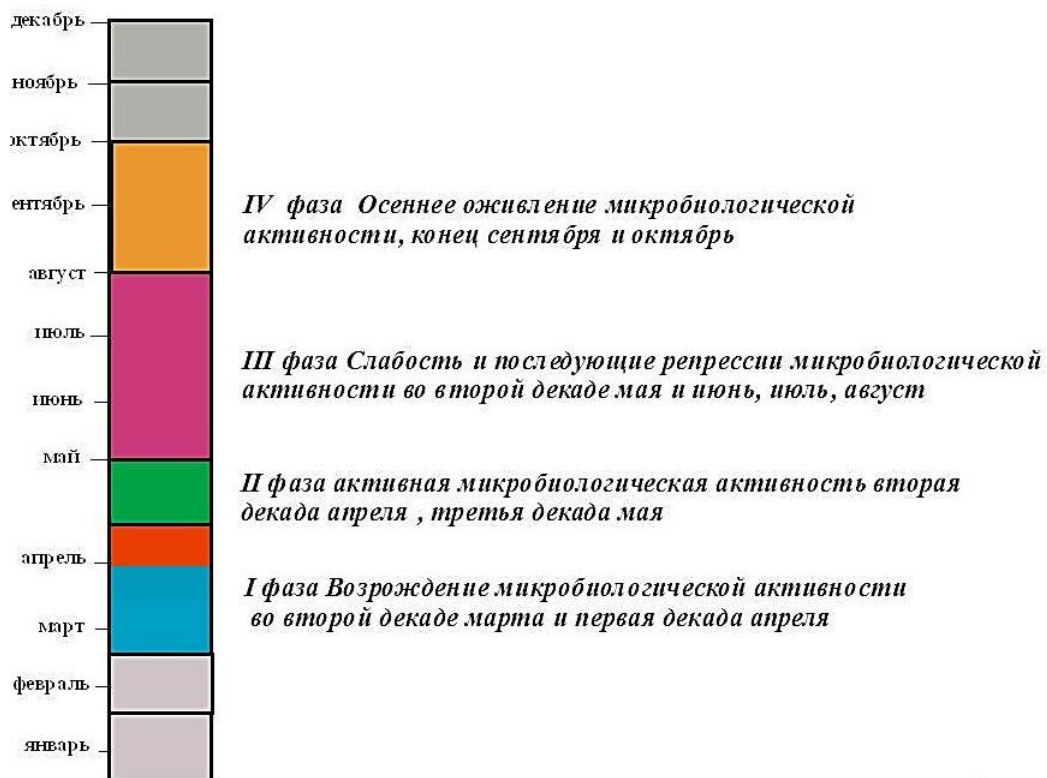 декабрь
ноябрь
октябрь
ентябрь
IV фаза Осеннее оживление микробиологической
активности, конец сентября и октябрь
август
июль
III фаза Слабость и последующие репрессии микробиологической
активности во второй декаде мая и июнь, июль, август
июнь
май
II фаза активная микробиологическая активность вторая
декада апреля , третья декада мая
апрель
I фаза Возрождение микробиологической активности
во второй декаде марта и первая декада апреля
март
февраль
январь